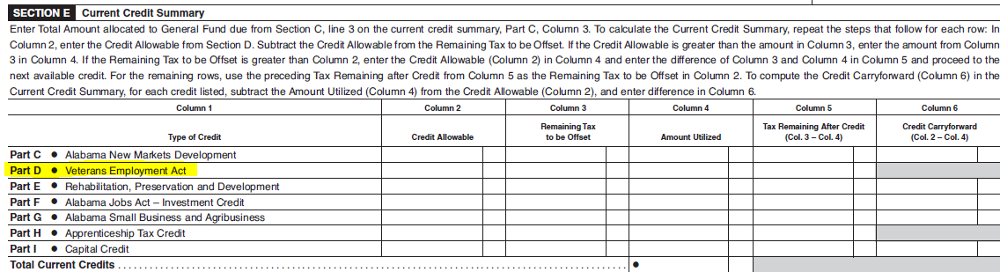 SECTION E Current Credit Summary
Enter Total Amount allocated to General Fund due from Section C, line 3 on the current credit summary, Part C, Column 3. To calculate the Current Credit Summary, repeat the steps that follow for each row: In
Column 2, enter the Credit Allowable from Section D. Subtract the Credit Allowable from the Remaining Tax to be Offset. If the Credit Allowable is greater than the amount in Column 3, enter the amount from Column
3 in Column 4. If the Remaining Tax to be Offset is greater than Column 2, enter the Credit Allowable (Column 2) in Column 4 and enter the difference of Column 3 and Column 4 in Column 5 and proceed to the
next available credit. For the remaining rows, use the preceding Tax Remaining after Credit from Column 5 as the Remaining Tax to be Offset in Column 2. To compute the Credit Carryforward (Column 6) in the
Current Credit Summary, for each credit listed, subtract the Amount Utilized (Column 4) from the Credit Allowable (Column 2), and enter difference in Column 6.
Column 1 Column 2 Column 3 Column 4 Column 5 Column 6
Remaining Tax Tax Remaining After Credit Credit Carryforward
Type of Credit Credit Allowable to be Offset Amount Utilized (Col. 3 – Col. 4) (Col. 2 – Col. 4)
Part C ● Alabama New Markets Development
Part D ● Veterans Employment Act
Part E ● Rehabilitation, Preservation and Development
Part F ● Alabama Jobs Act – Investment Credit
Part G ● Alabama Small Business and Agribusiness
Part H ● Apprenticeship Tax Credit
Part I ● Capital Credit
Total Current Credits ........................................................................ ●